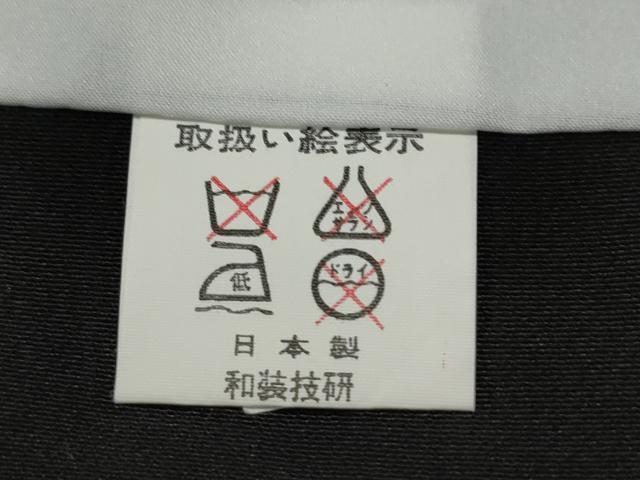 取扱い絵表示
エンソ
サラシ
低
ドライ
日本製
和装技研